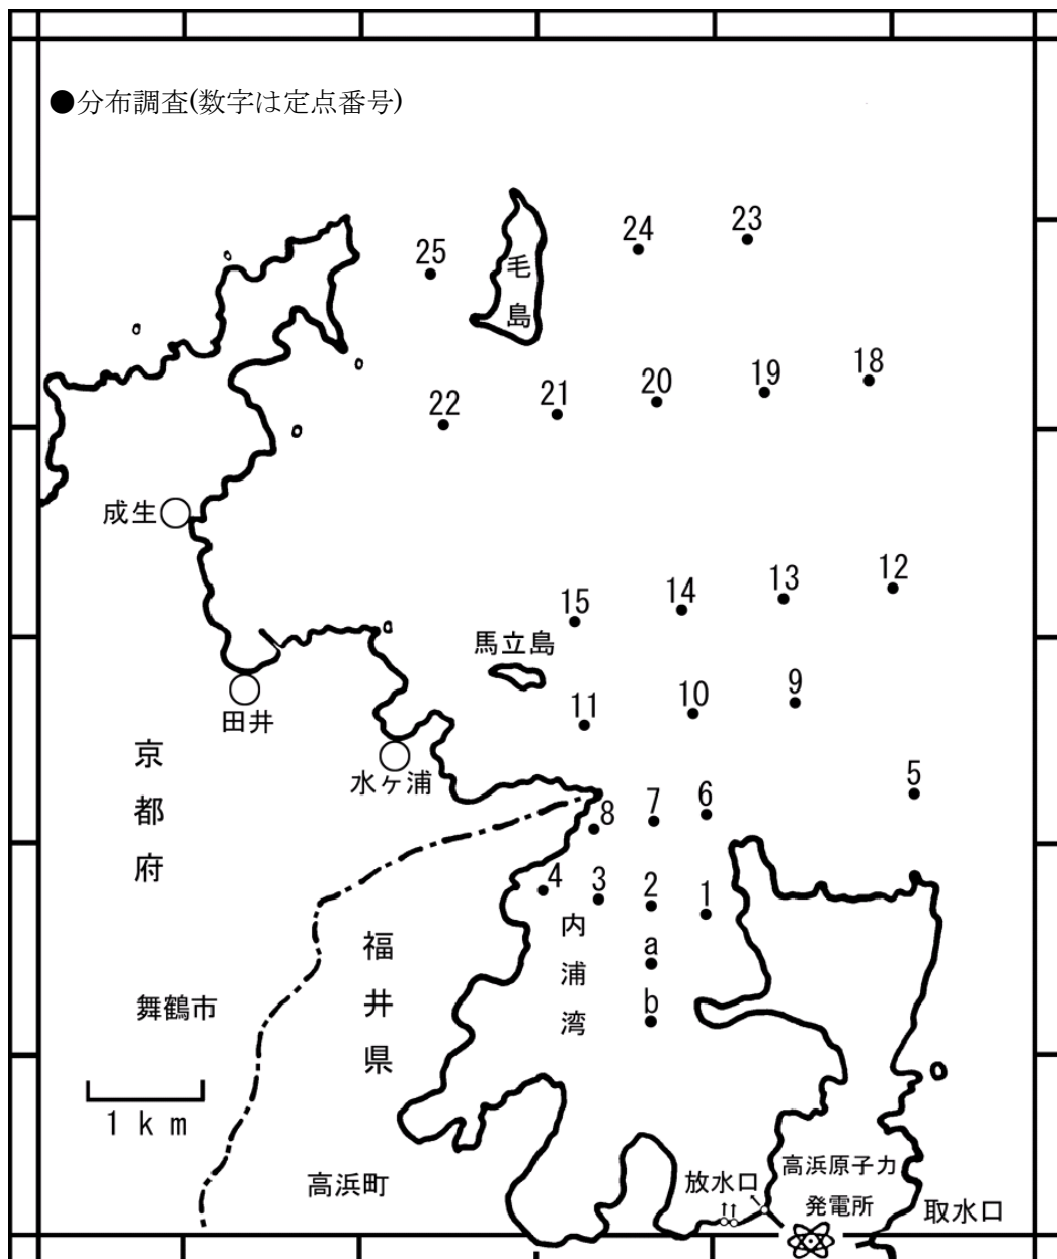 ●分布調査(数字は定点番号)
23
24
25
毛島
18
19
20
21
22
成生
12
13
14
15
馬立島
9
10
11
田井
水ヶ浦
京都府
5
6
7
8
4
3
2
1
内浦湾
a
b
福井県
舞鶴市
1km
高浜町
放水口
高浜原子力
発電所
取水口